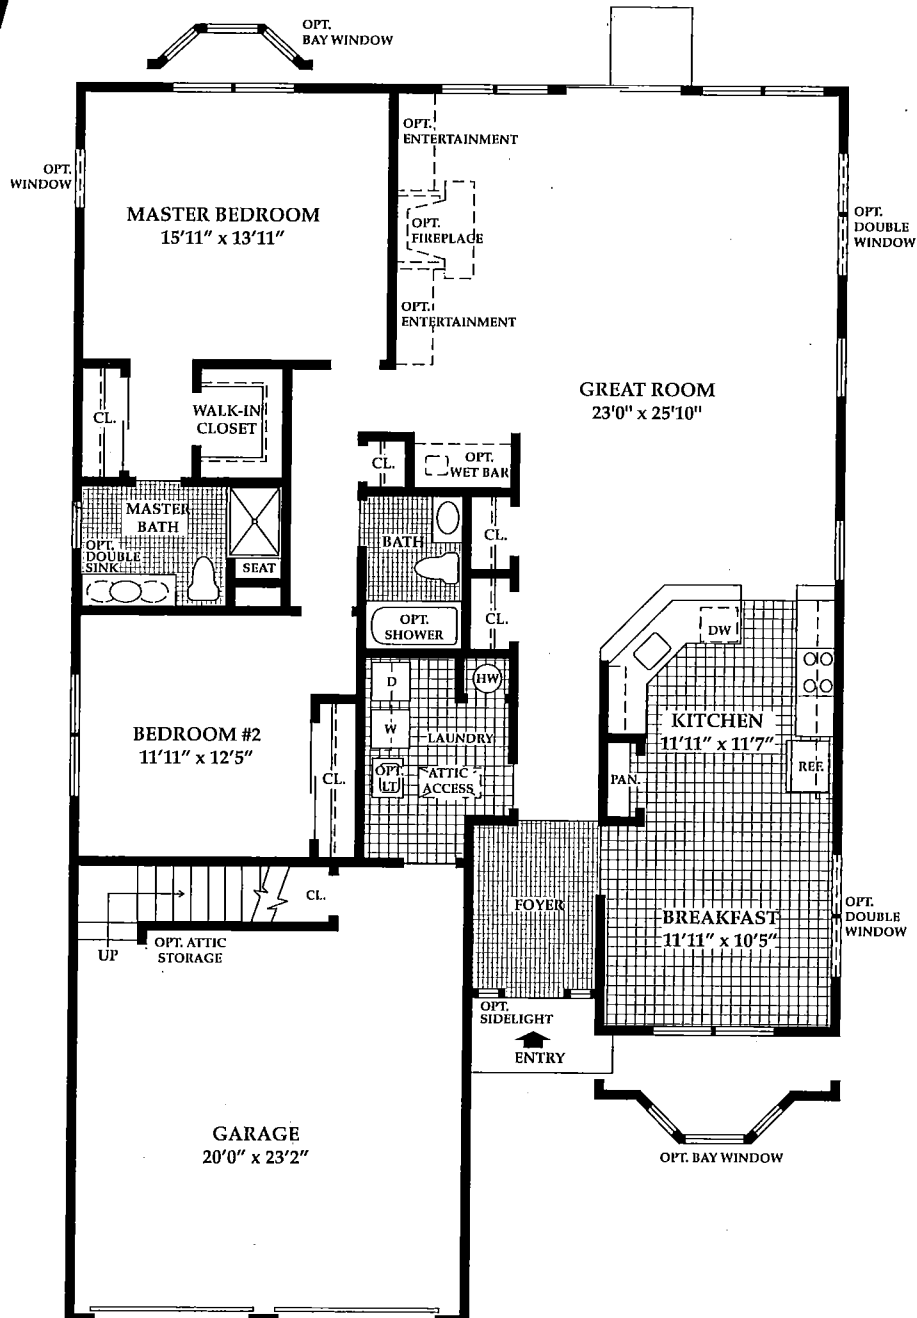 OPT.
BAY WINDOW
OPT.
ENTERTAINMENT
OPT.
WINDOW
MASTER BEDROOM
15'11" x 13'11"
OPT.
FIREPLACE
OPT.
DOUBLE
WINDOW
OPT.
ENTERTAINMENT
GREAT ROOM
23'0" x 25'10"
CL.
WALK-IN
CLOSET
CL.
OPT.
WET BAR
MASTER
BATH
OPT.
DOUBLE
SINK
SEAT
BATH
CL.
OPT.
SHOWER
CL.
DW
D
HW
W
LAUNDRY
BEDROOM #2
11'11" x 12'5"
CL.
OPT.
LT
ATTIC
ACCESS
KITCHEN
11'11" x 11'7"
PAN.
REF.
CL.
FOYER
BREAKFAST
11'11" x 10'5"
OPT.
DOUBLE
WINDOW
UP
OPT. ATTIC
STORAGE
OPT.
SIDELIGHT
ENTRY
GARAGE
20'0" x 23'2"
OPT. BAY WINDOW